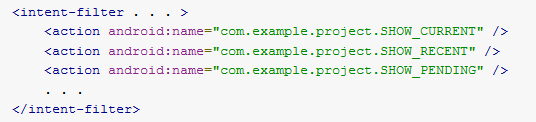 <intent-filter . . . >
    <action android:name="com.example.project.SHOW_CURRENT" />
    <action android:name="com.example.project.SHOW_RECENT" />
    <action android:name="com.example.project.SHOW_PENDING" />
    . . .
</intent-filter>